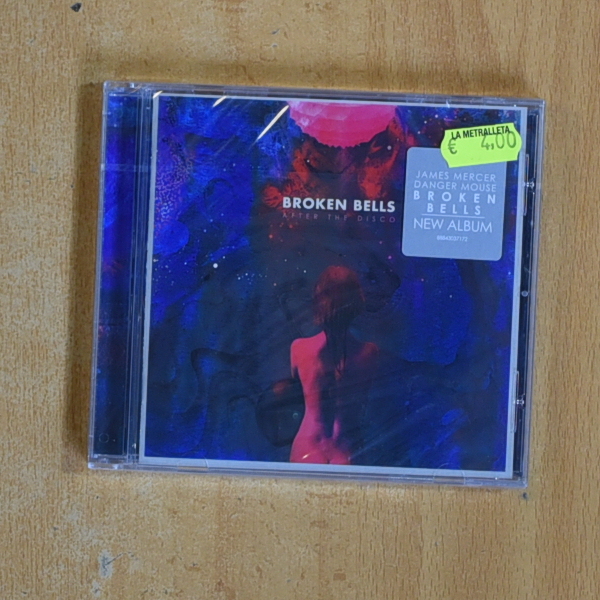 LA METRALLETA
€ 4,00
JAMES MERCER
DANGER MOUSE
BROKEN
BELLS
NEW ALBUM
BROKEN BELLS
AFTER THE DISCO